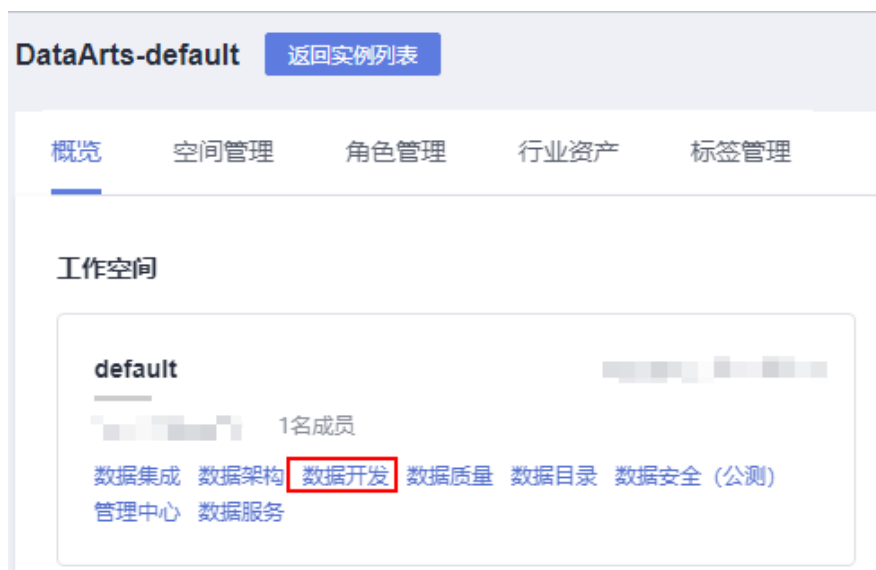 DataArts-default 返回实例列表
概览 空间管理 角色管理 行业资产 标签管理
工作空间
default
1名成员
数据集成 数据架构 数据开发 数据质量 数据目录 数据安全 (公测)
管理中心 数据服务